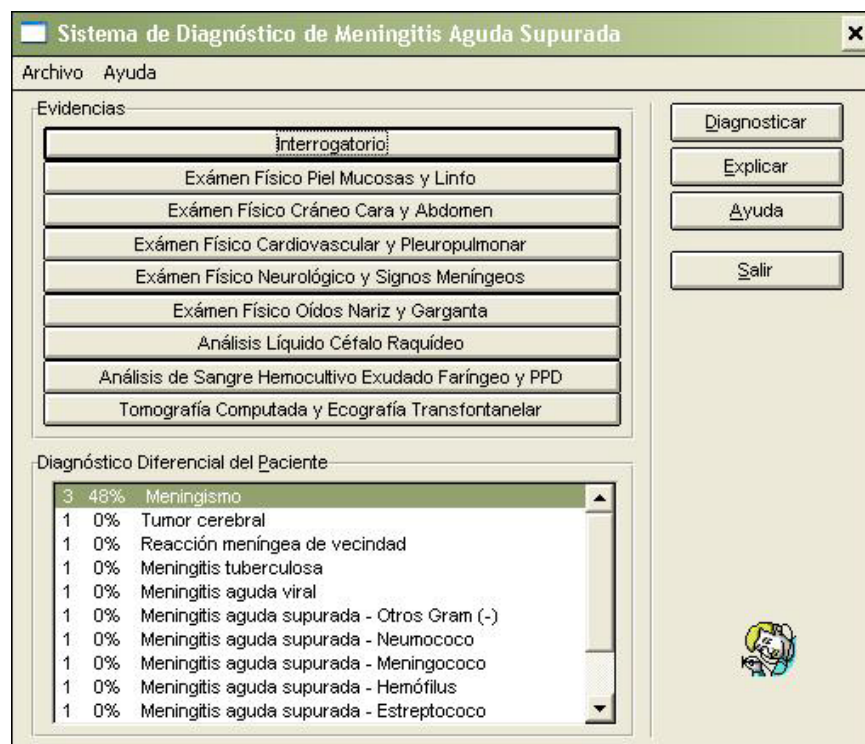 Sistema de Diagnóstico de Meningitis Aguda Supurada
Archivo Ayuda
Evidencias
Interrogatorio
Exámen Físico Piel Mucosas y Linfo
Exámen Físico Cráneo Cara y Abdomen
Exámen Físico Cardiovascular y Pleuropulmonar
Exámen Físico Neurológico y Signos Meníngeos
Exámen Físico Oídos Nariz y Garganta
Análisis Líquido Céfalo Raquídeo
Análisis de Sangre Hemocultivo Exudado Faríngeo y PPD
Tomografía Computada y Ecografía Transfontanelar
Diagnosticar
Explicar
Ayuda
Salir
Diagnóstico Diferencial del Paciente
3 48% Meningismo
1 0% Tumor cerebral
1 0% Reacción meníngea de vecindad
1 0% Meningitis tuberculosa
1 0% Meningitis aguda viral
1 0% Meningitis aguda supurada - Otros Gram (-)
1 0% Meningitis aguda supurada - Neumococo
1 0% Meningitis aguda supurada - Meningococo
1 0% Meningitis aguda supurada - Hemófilus
1 0% Meningitis aguda supurada - Estreptococo